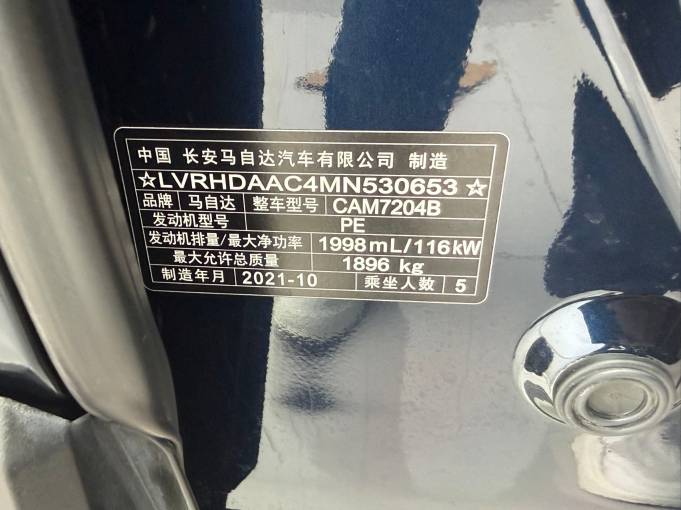 中国 长安马自达汽车有限公司 制造
☆LVRHDAAC4MN530653☆
品牌 马自达 整车型号 CAM7204B
发动机型号 PE
发动机排量/最大净功率 1998mL/116kW
最大允许总质量 1896 kg
制造年月 2021-10 乘坐人数 5